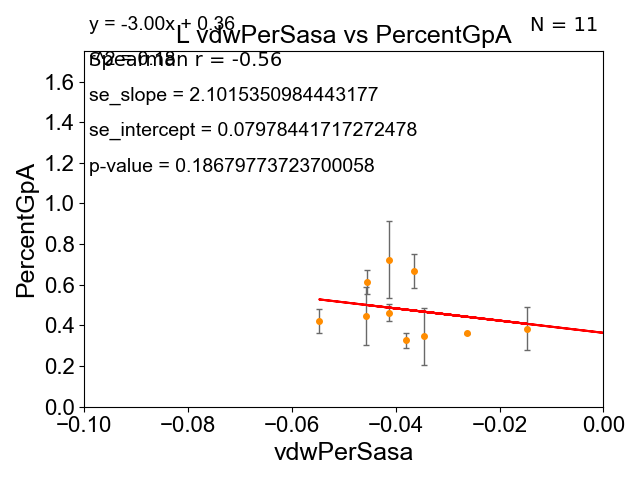 y = -3.00x + 0.36
N = 11
L vdwPerSasa vs PercentGpA
Spearman r = -0.56
se_slope = 2.1015350984443177
se_intercept = 0.07978441717272478
p-value = 0.18679773723700058
PercentGpA
1.6
1.4
1.2
1.0
0.8
0.6
0.4
0.2
0.0
−0.10 −0.08 −0.06 −0.04 −0.02 0.00
vdwPerSasa